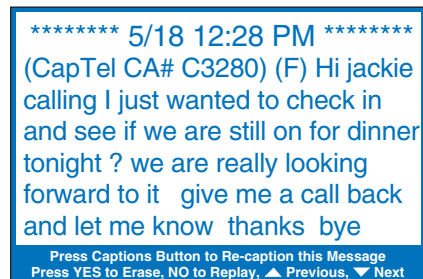 ******** 5/18 12:28 PM ********
(CapTel CA# C3280) (F) Hi jackie
calling I just wanted to check in
and see if we are still on for dinner
tonight ? we are really looking
forward to it give me a call back
and let me know thanks bye
Press Captions Button to Re-caption this Message
Press YES to Erase, NO to Replay, ▲ Previous, ▼ Next